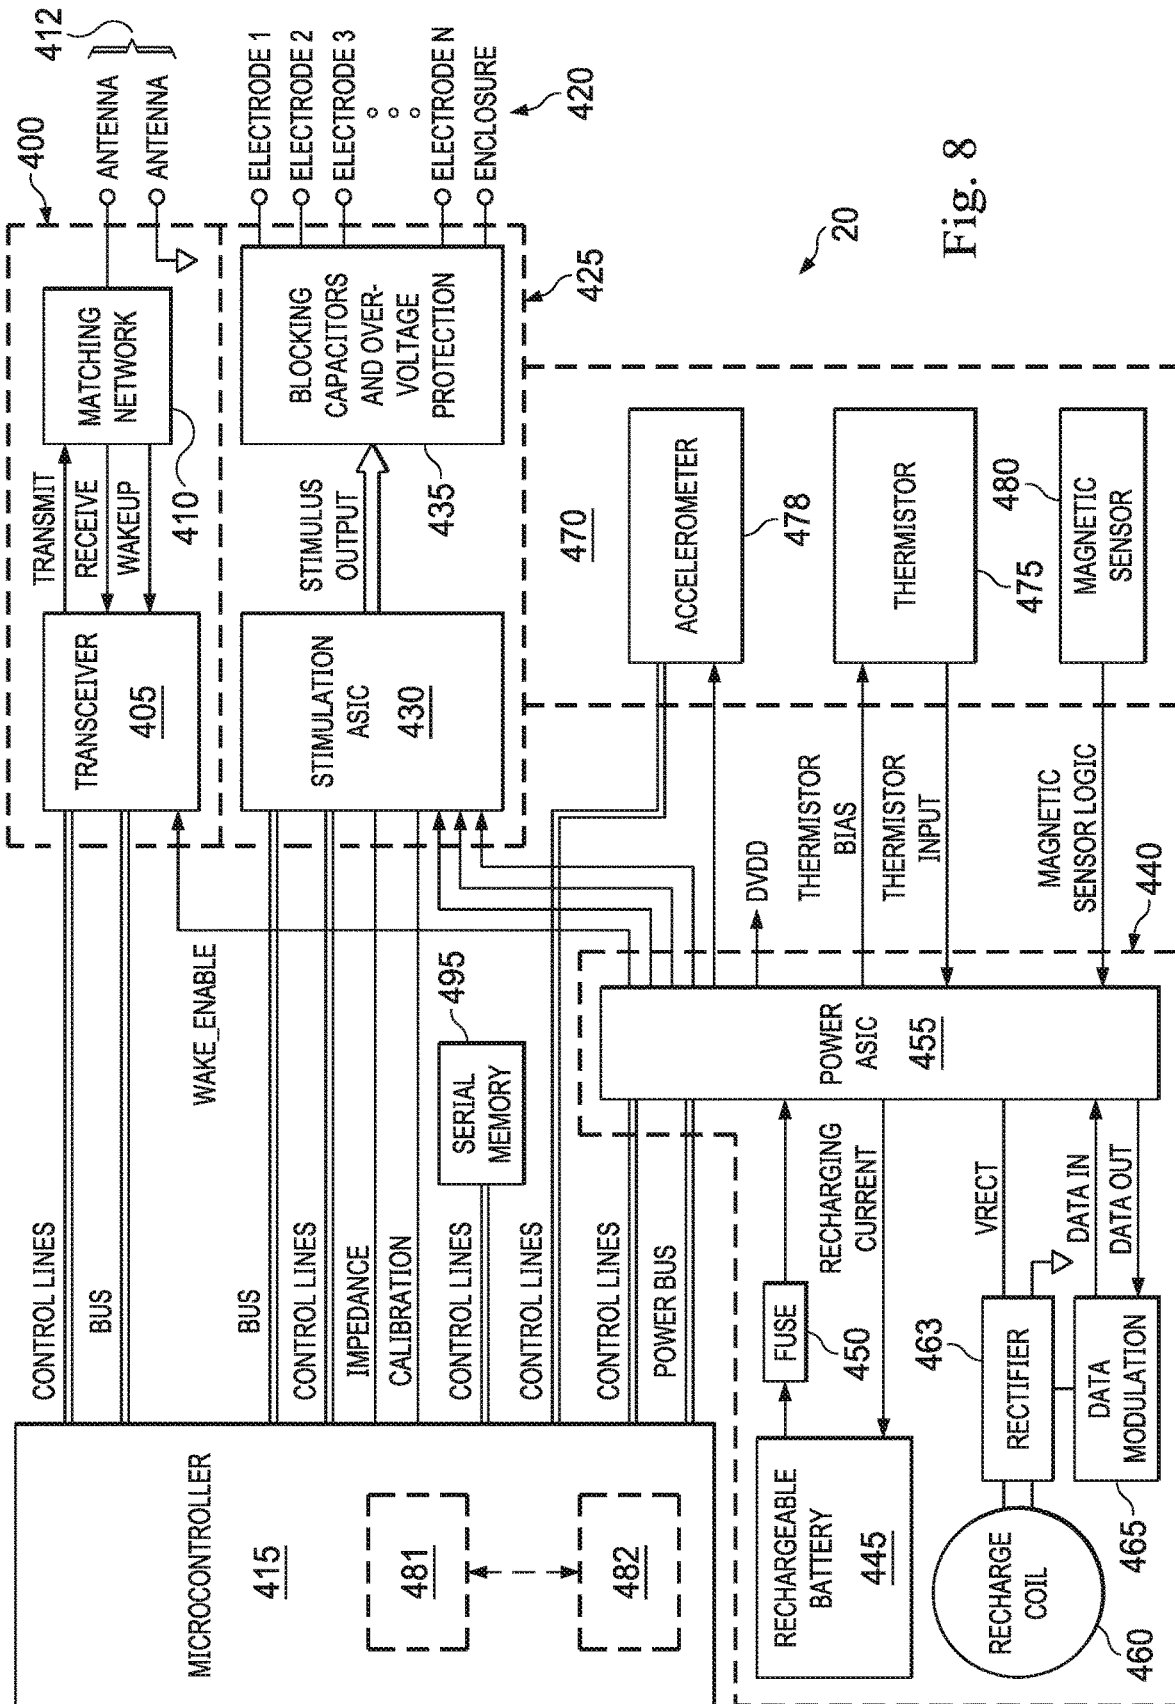 400
412
ANTENNA
ANTENNA
MATCHING
NETWORK
410
TRANSMIT
RECEIVE
WAKEUP
TRANSCEIVER
405
CONTROL LINES
BUS
WAKE_ENABLE
MICROCONTROLLER
415
481
482
BUS
CONTROL LINES
IMPEDANCE
CALIBRATION
CONTROL LINES
CONTROL LINES
CONTROL LINES
POWER BUS
SERIAL
MEMORY
495
STIMULATION
ASIC
430
STIMULUS
OUTPUT
BLOCKING
CAPACITORS
AND OVER-
VOLTAGE
PROTECTION
435
425
ELECTRODE 1
ELECTRODE 2
ELECTRODE 3
ELECTRODE N
ENCLOSURE
420
470
ACCELEROMETER
478
THERMISTOR
475
MAGNETIC
SENSOR
480
DVDD
THERMISTOR
BIAS
THERMISTOR
INPUT
MAGNETIC
SENSOR LOGIC
440
POWER
ASIC
455
RECHARGEABLE
BATTERY
445
FUSE
450
RECHARGING
CURRENT
VRECT
DATA IN
DATA OUT
RECTIFIER
463
DATA
MODULATION
465
RECHARGE
COIL
460
20
Fig. 8